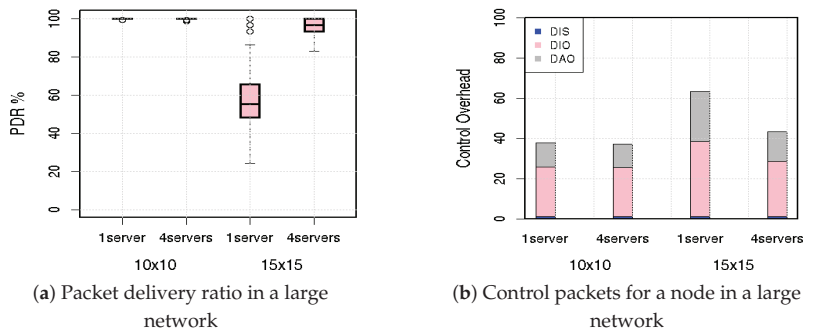 PDR %
100
80
60
40
20
0
1server 4servers 1server 4servers
10x10 15x15
(a) Packet delivery ratio in a large
network
Control Overhead
100
80
60
40
20
0
DIS
DIO
DAO
1server 4servers 1server 4servers
10x10 15x15
(b) Control packets for a node in a large
network